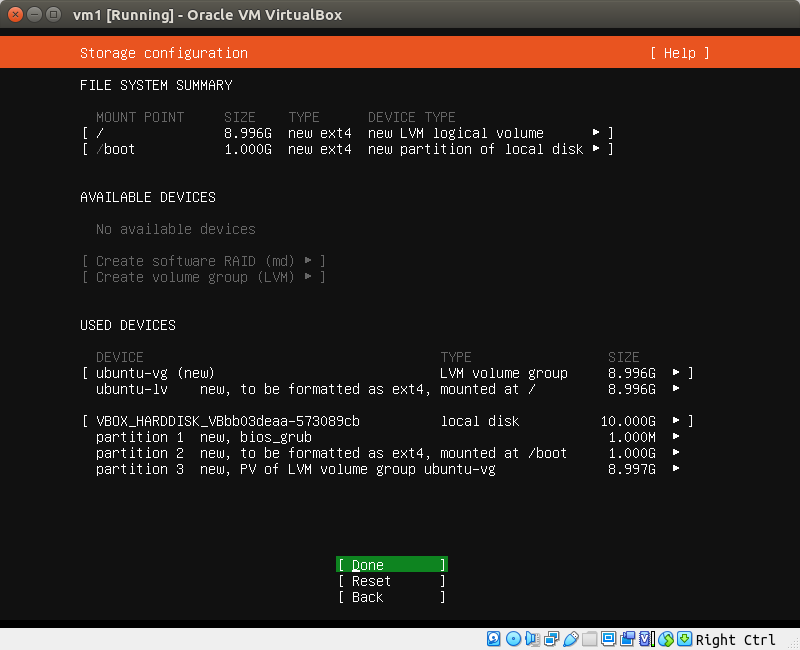 vm1 [Running] - Oracle VM VirtualBox
Storage configuration [ Help ]
FILE SYSTEM SUMMARY
MOUNT POINT SIZE TYPE DEVICE TYPE
[ / 8.996G new ext4 new LVM logical volume ▸ ]
[ /boot 1.000G new ext4 new partition of local disk ▸ ]
AVAILABLE DEVICES
No available devices
[ Create software RAID (md) ▸ ]
[ Create volume group (LVM) ▸ ]
USED DEVICES
DEVICE TYPE SIZE
[ ubuntu-vg (new) LVM volume group 8.996G ▸ ]
ubuntu-lv new, to be formatted as ext4, mounted at / 8.996G ▸
[ VBOX_HARDDISK_VBbb03deaa-573089cb local disk 10.000G ▸ ]
partition 1 new, bios_grub 1.000M ▸
partition 2 new, to be formatted as ext4, mounted at /boot 1.000G ▸
partition 3 new, PV of LVM volume group ubuntu-vg 8.997G ▸
[ Done ]
[ Reset ]
[ Back ]
Right Ctrl